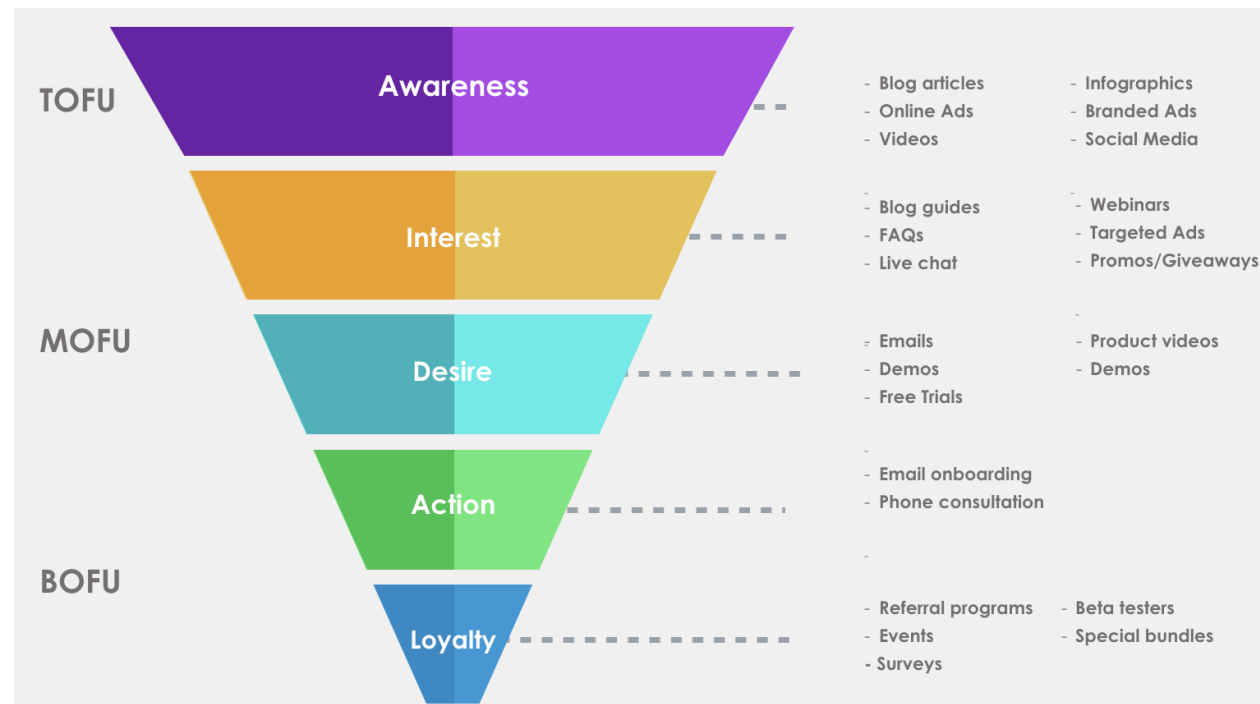 TOFU
Awareness
- Blog articles
- Online Ads
- Videos
- Infographics
- Branded Ads
- Social Media
Interest
-
- Blog guides
- FAQs
- Live chat
-
- Webinars
- Targeted Ads
- Promos/Giveaways
MOFU
Desire
- Emails
- Demos
- Free Trials
-
- Product videos
- Demos
Action
-
- Email onboarding
- Phone consultation
-
BOFU
Loyalty
- Referral programs
- Events
- Surveys
- Beta testers
- Special bundles